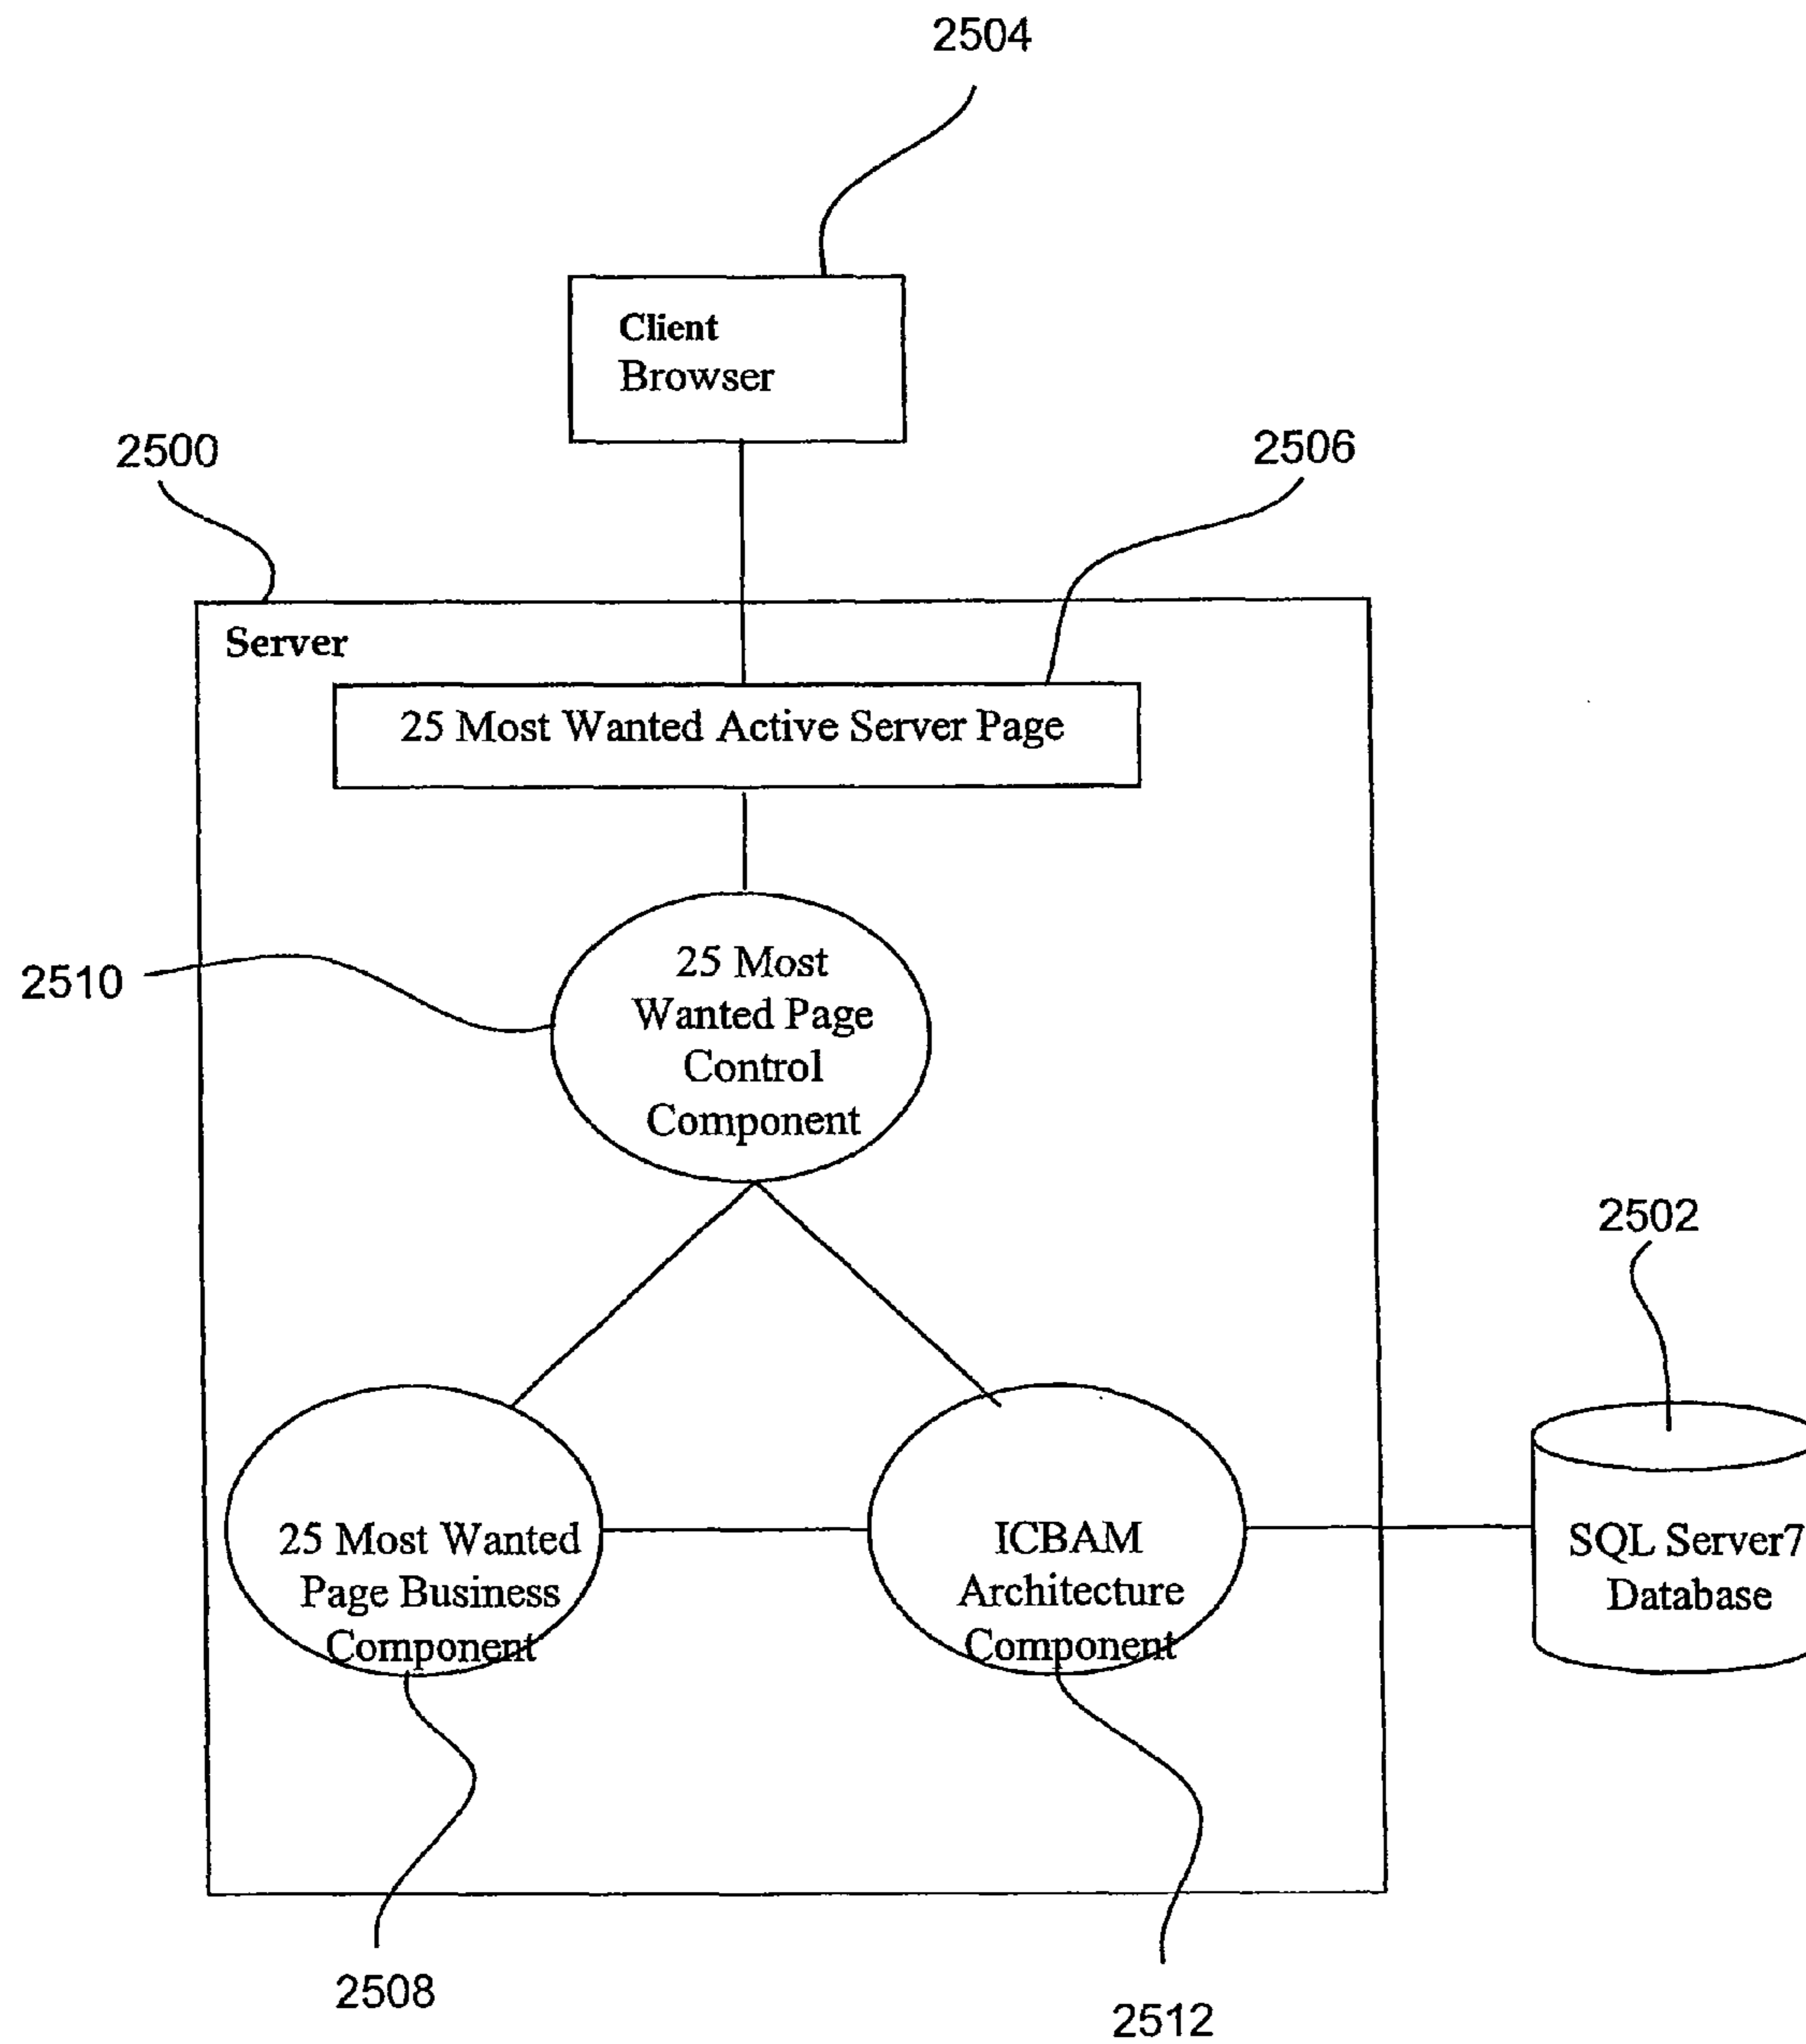 2504
Client
Browser
2500
2506
Server
25 Most Wanted Active Server Page
2510
25 Most
Wanted Page
Control
Component
2502
25 Most Wanted
Page Business
Component
ICBAM
Architecture
Component
SQL Server7
Database
2508
2512